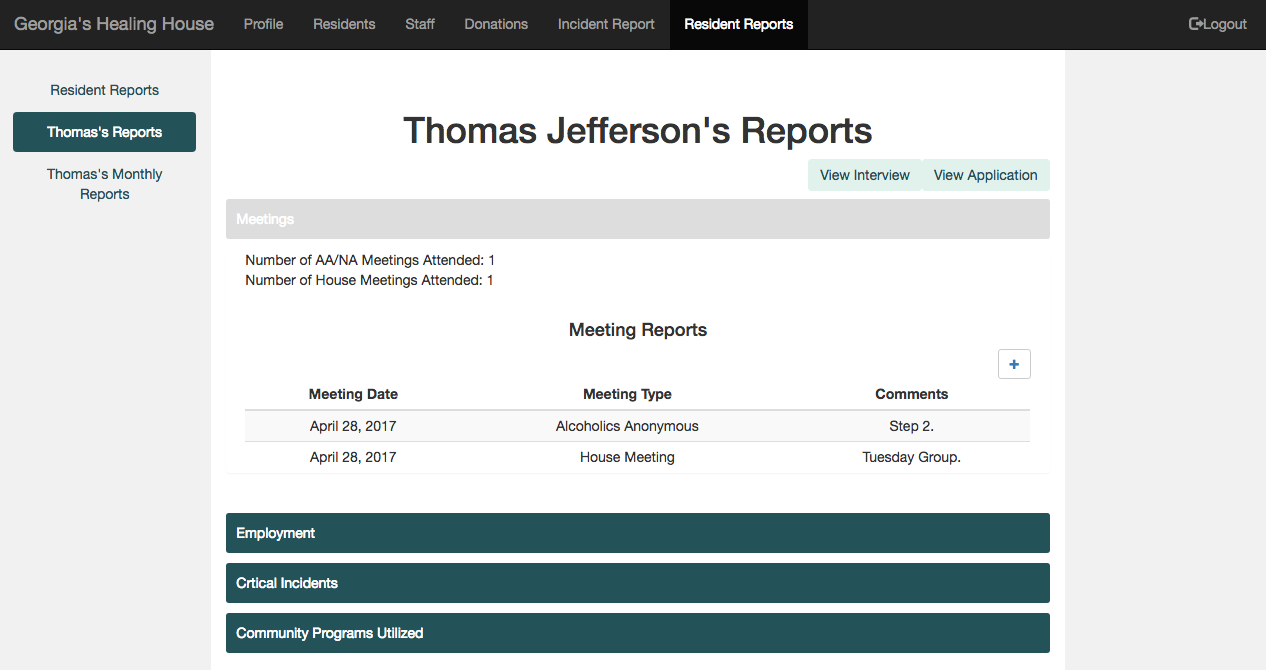 Georgia's Healing House Profile Residents Staff Donations Incident Report Resident Reports Logout
Resident Reports
Thomas's Reports
Thomas's Monthly
Reports
Thomas Jefferson's Reports
View Interview View Application
Meetings
Number of AA/NA Meetings Attended: 1
Number of House Meetings Attended: 1
Meeting Reports
+
Meeting Date Meeting Type Comments
April 28, 2017 Alcoholics Anonymous Step 2.
April 28, 2017 House Meeting Tuesday Group.
Employment
Crtical Incidents
Community Programs Utilized